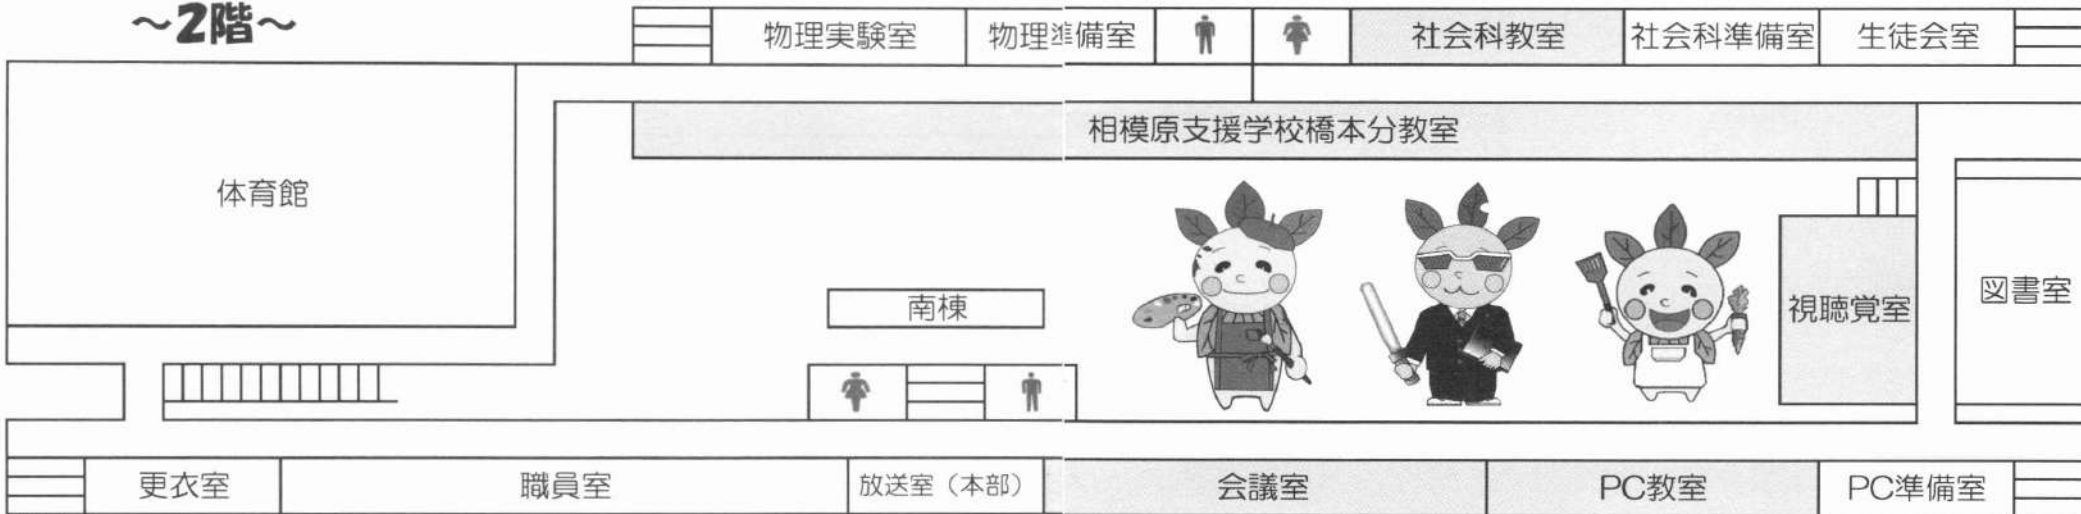 ～2階～
物理実験室
物理準備室
社会科教室
社会科準備室
生徒会室
相模原支援学校橋本分教室
体育館
南棟
視聴覚室
図書室
更衣室
職員室
放送室（本部）
会議室
PC教室
PC準備室